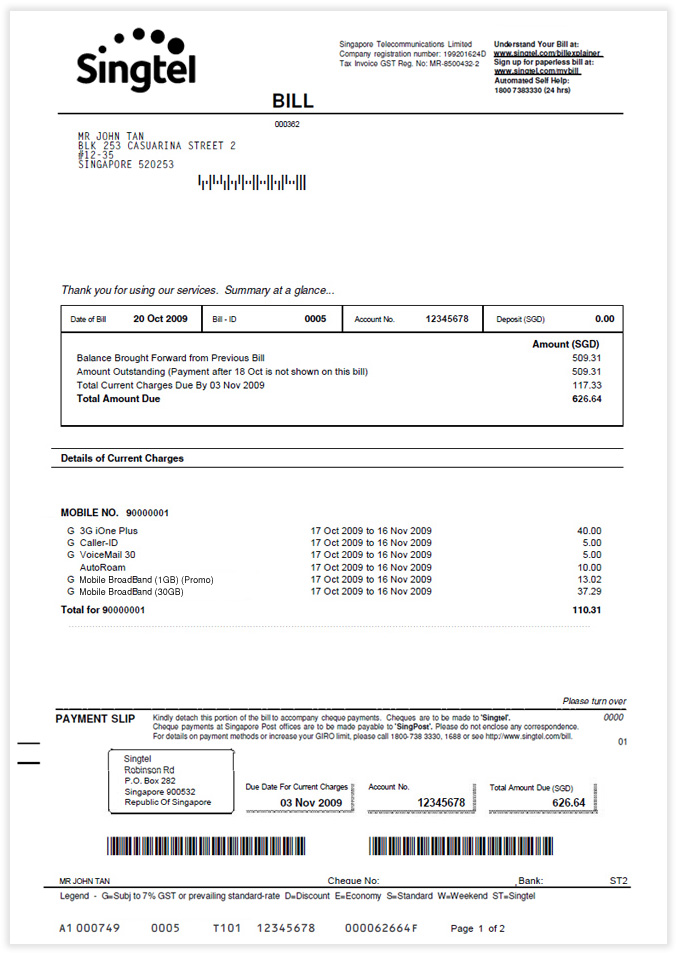 Singtel
Singapore Telecommunications Limited
Company registration number: 199201624D
Tax Invoice GST Reg. No: MR-8500432-2
Understand Your Bill at:
www.singtel.com/billexplainer
Sign up for paperless bill at:
www.singtel.com/mybill
Automated Self Help:
1800 7383330 (24 hrs)
BILL
000362
MR JOHN TAN
BLK 253 CASUARINA STREET 2
#12-35
SINGAPORE 520253
Thank you for using our services. Summary at a glance...
Date of Bill 20 Oct 2009 Bill - ID 0005 Account No. 12345678 Deposit (SGD) 0.00
Amount (SGD)
Balance Brought Forward from Previous Bill 509.31
Amount Outstanding (Payment after 18 Oct is not shown on this bill) 509.31
Total Current Charges Due By 03 Nov 2009 117.33
Total Amount Due 626.64
Details of Current Charges
MOBILE NO. 90000001
G 3G iOne Plus 17 Oct 2009 to 16 Nov 2009 40.00
G Caller-ID 17 Oct 2009 to 16 Nov 2009 5.00
G VoiceMail 30 17 Oct 2009 to 16 Nov 2009 5.00
AutoRoam 17 Oct 2009 to 16 Nov 2009 10.00
G Mobile BroadBand (1GB) (Promo) 17 Oct 2009 to 16 Nov 2009 13.02
G Mobile BroadBand (30GB) 17 Oct 2009 to 16 Nov 2009 37.29
Total for 90000001 110.31
Please turn over
PAYMENT SLIP
Kindly detach this portion of the bill to accompany cheque payments. Cheques are to be made to 'Singtel'.
Cheque payments at Singapore Post offices are to be made payable to 'SingPost'. Please do not enclose any correspondence.
For details on payment methods or increase your GIRO limit, please call 1800-738 3330, 1688 or see http://www.singtel.com/bill.
0000
01
Singtel
Robinson Rd
P.O. Box 282
Singapore 900532
Republic Of Singapore
Due Date For Current Charges Account No. Total Amount Due (SGD)
03 Nov 2009 12345678 626.64
MR JOHN TAN Cheque No: Bank: ST2
Legend - G=Subj to 7% GST or prevailing standard-rate D=Discount E=Economy S=Standard W=Weekend ST=Singtel
A1 000749 0005 T101 12345678 000062664F Page 1 of 2